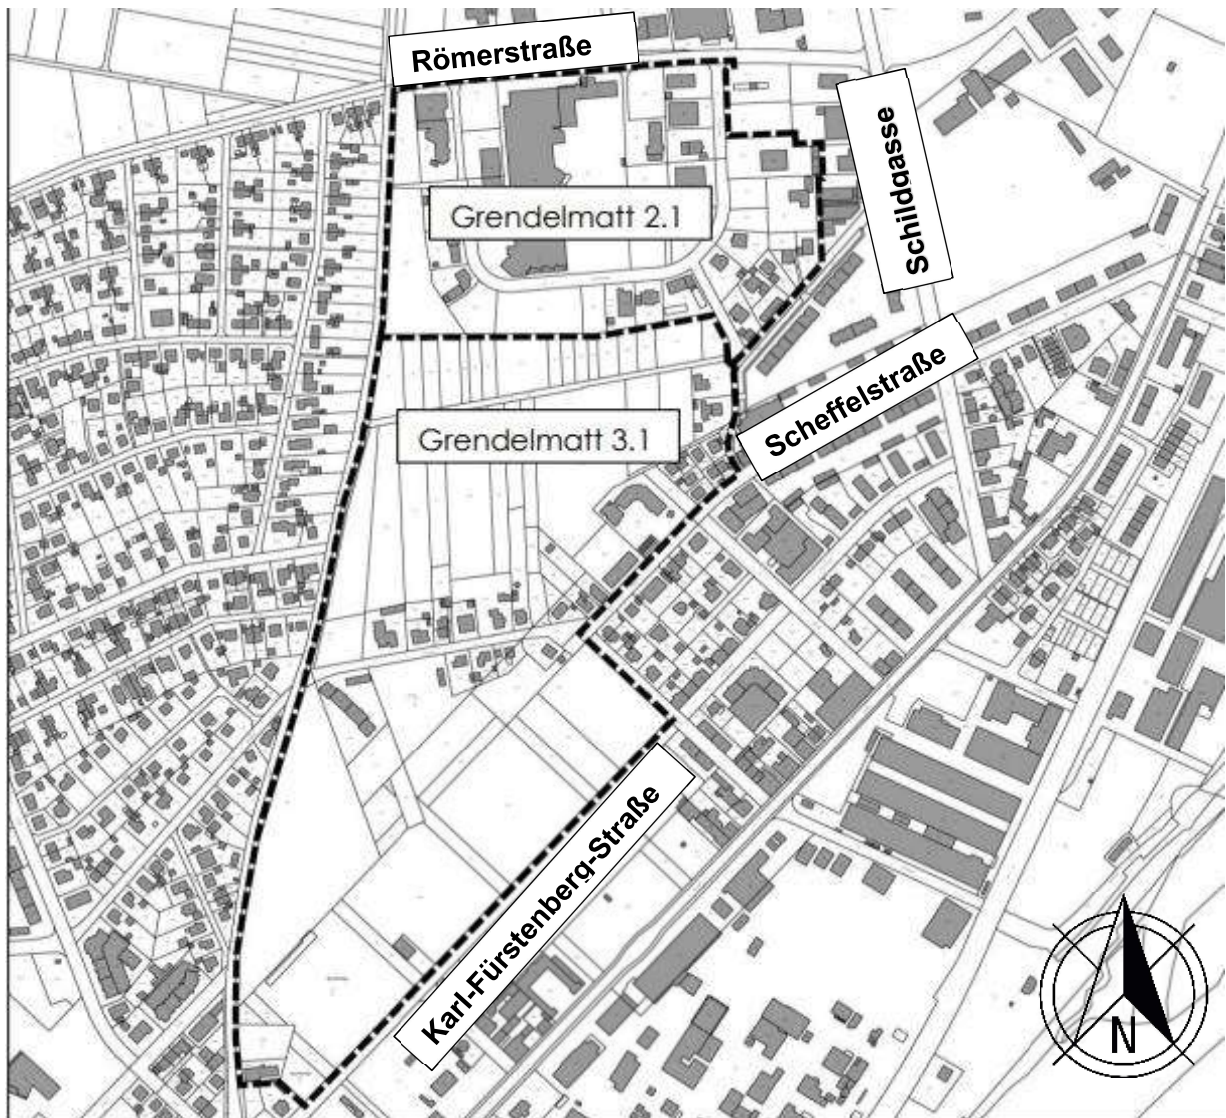 Römerstraße
Schildgasse
Grendelmatt 2.1
Scheffelstraße
Grendelmatt 3.1
Karl-Fürstenberg-Straße
N